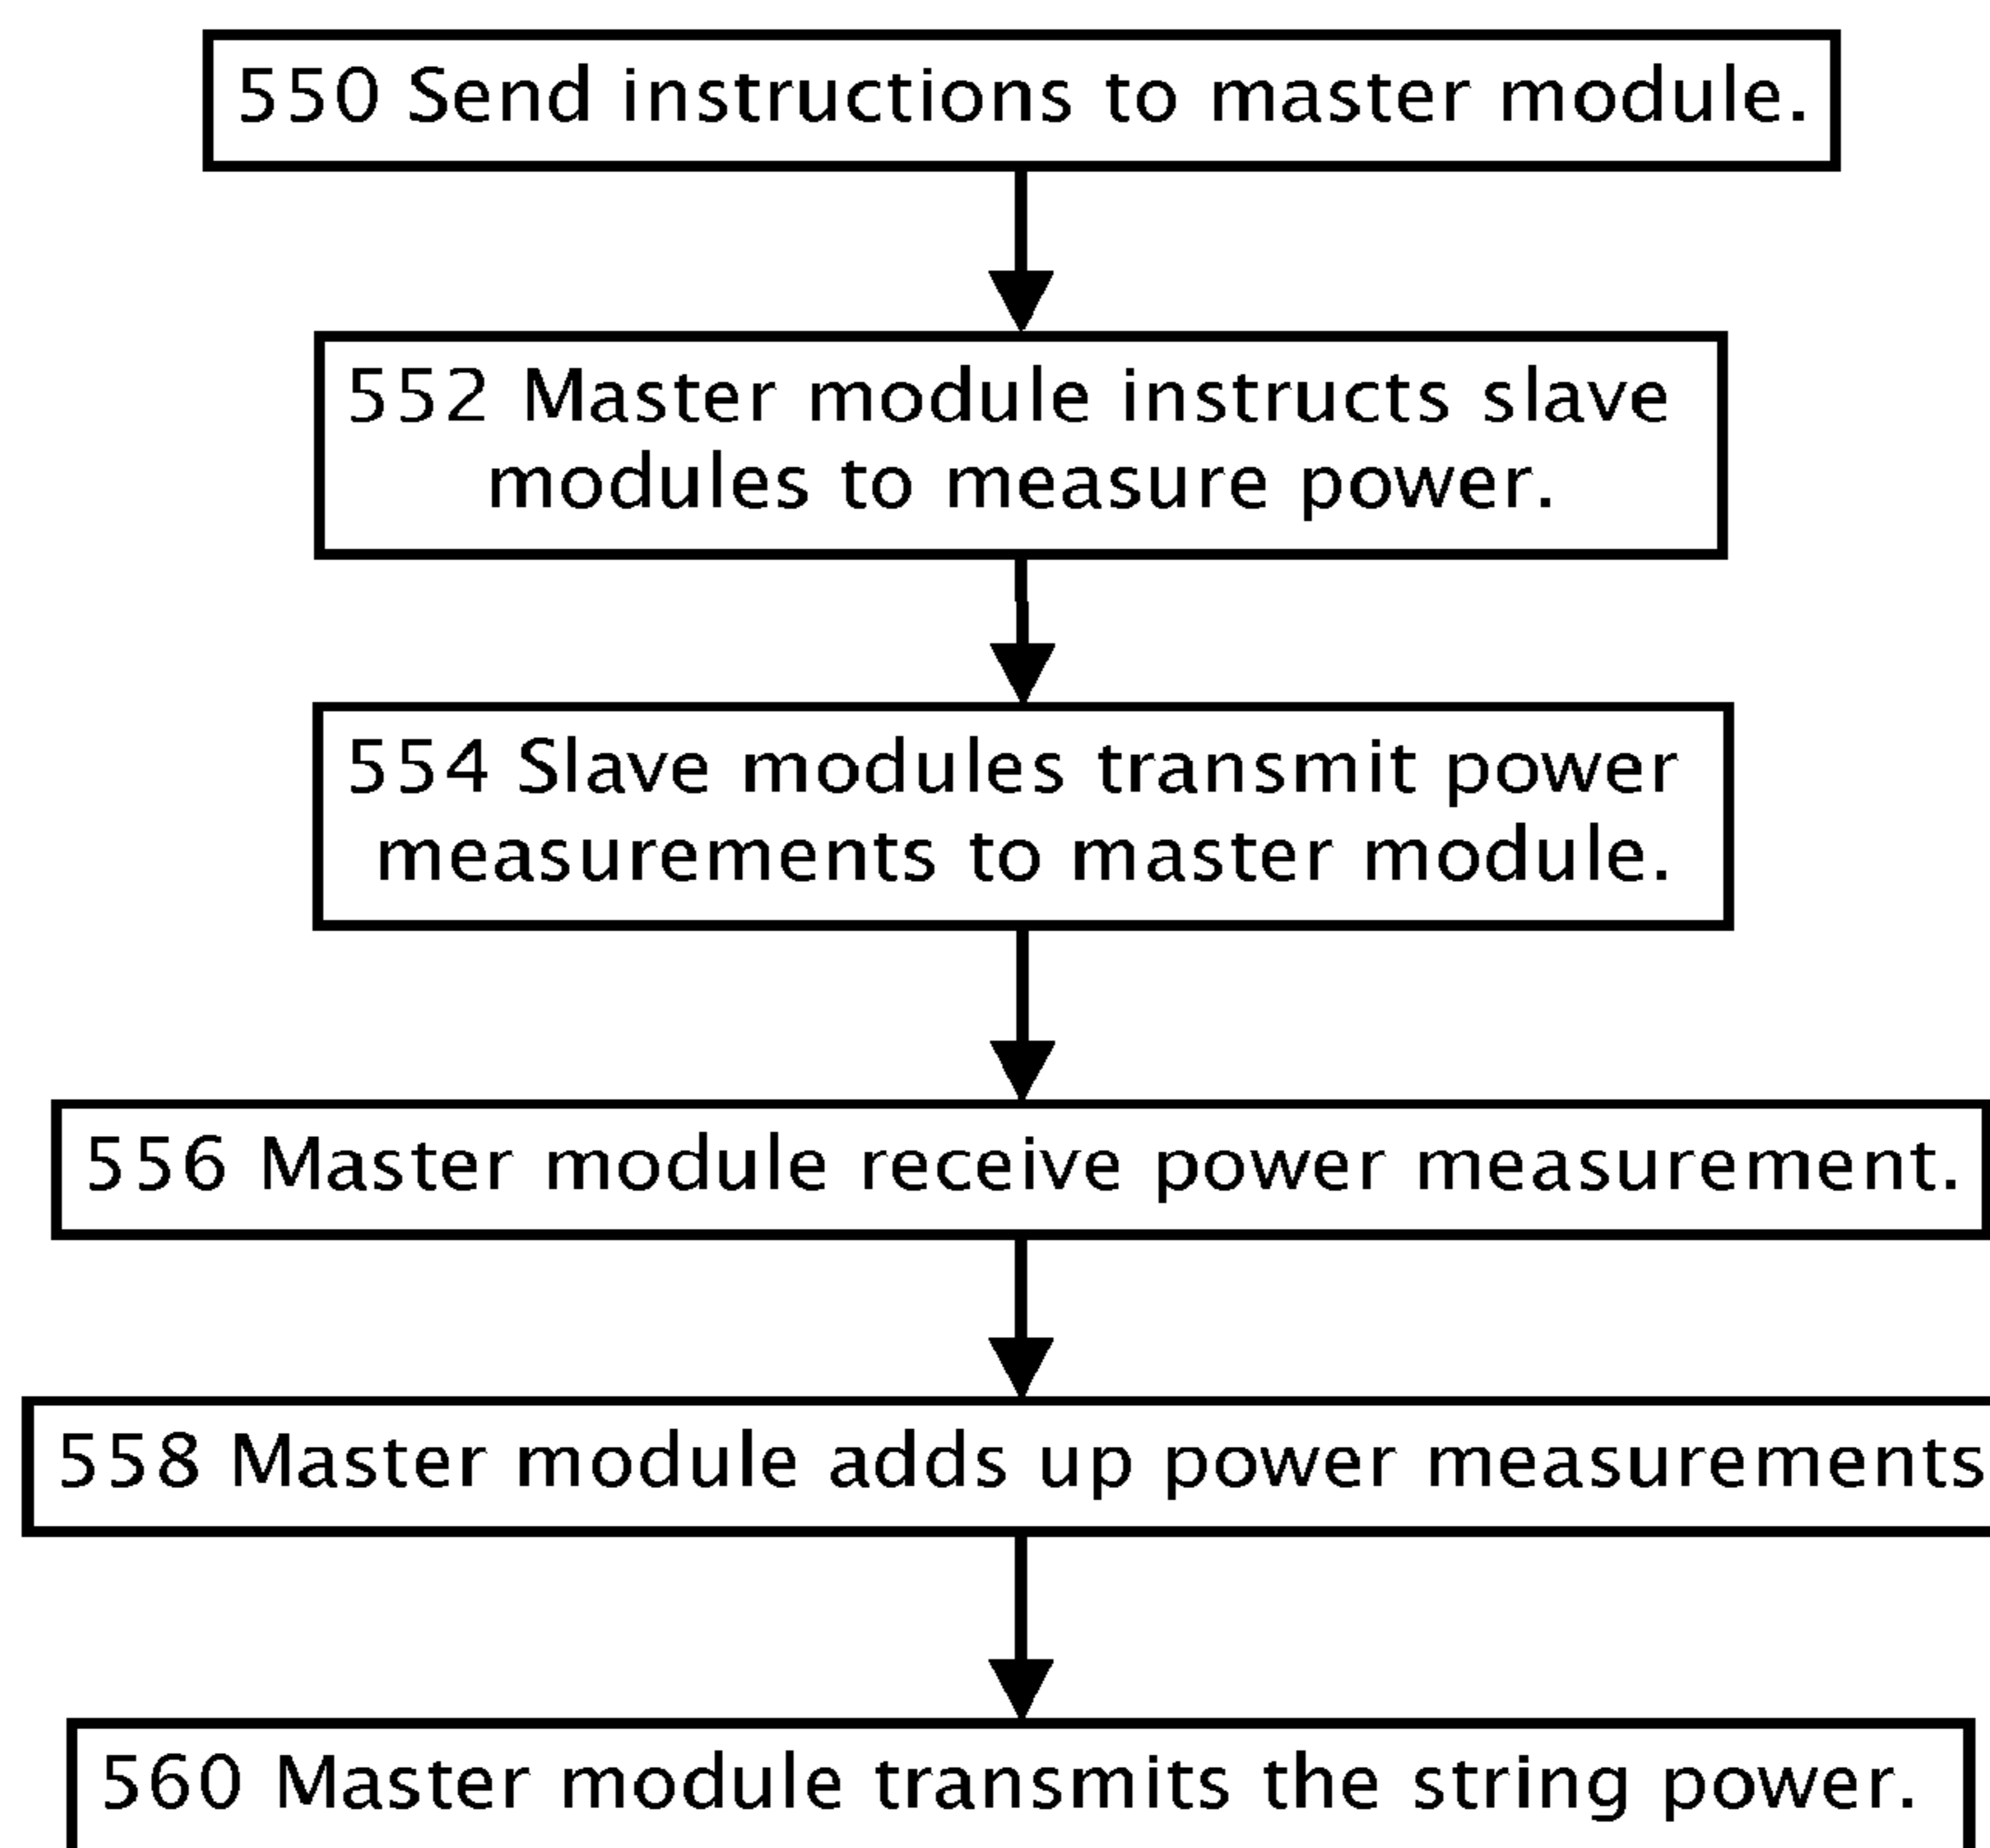 550 Send instructions to master module.
552 Master module instructs slave
modules to measure power.
554 Slave modules transmit power
measurements to master module.
556 Master module receive power measurement.
558 Master module adds up power measurements
560 Master module transmits the string power.